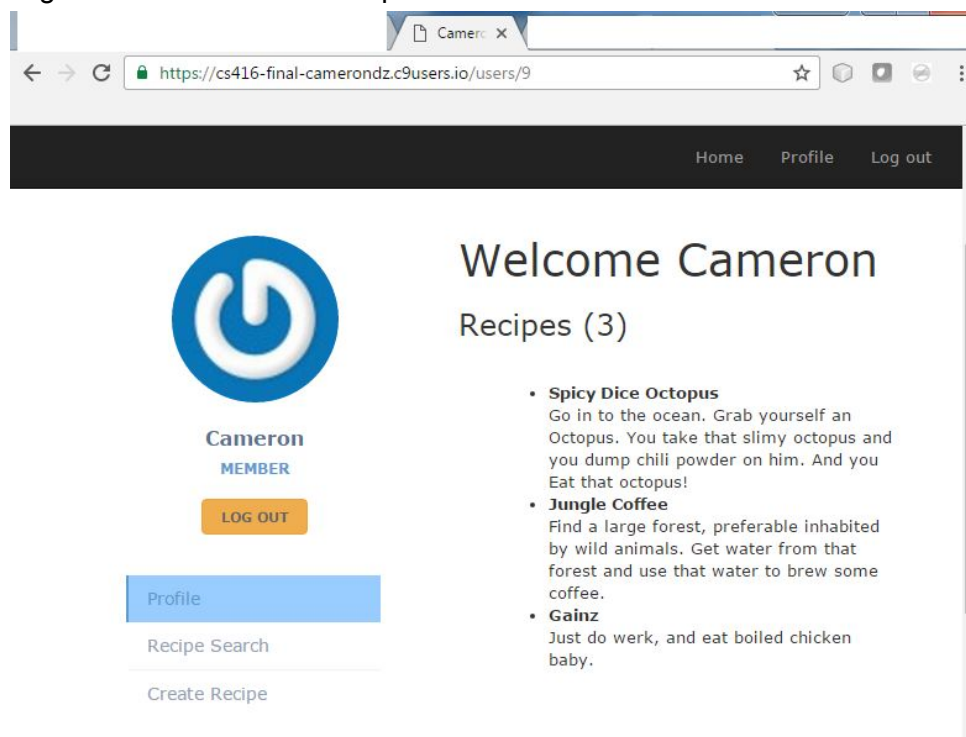 Camerc
https://cs416-final-camerondz.c9users.io/users/9
Home Profile Log out
Welcome Cameron
Recipes (3)
• Spicy Dice Octopus
Go in to the ocean. Grab yourself an
Octopus. You take that slimy octopus and
you dump chili powder on him. And you
Eat that octopus!
• Jungle Coffee
Find a large forest, preferable inhabited
by wild animals. Get water from that
forest and use that water to brew some
coffee.
• Gainz
Just do werk, and eat boiled chicken
baby.
Cameron
MEMBER
LOG OUT
Profile
Recipe Search
Create Recipe